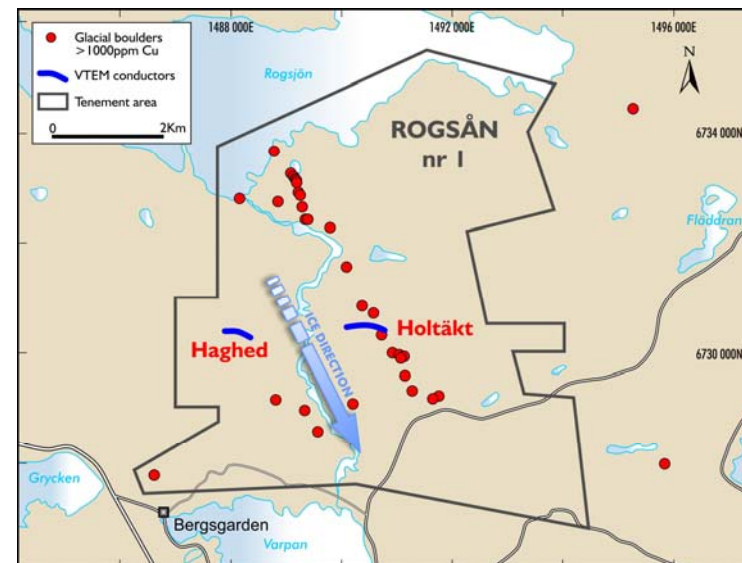 1488 000E
1492 000E
1496 000E
Glacial boulders
>1000ppm Cu
VTEM conductors
Tenement area
0 2Km
Rogsjön
N
ROGSÅN
nr 1
6734 000N
Flöddran
ICE DIRECTION
Haghed
Holtäkt
6730 000N
Grycken
Bergsgarden
Varpan